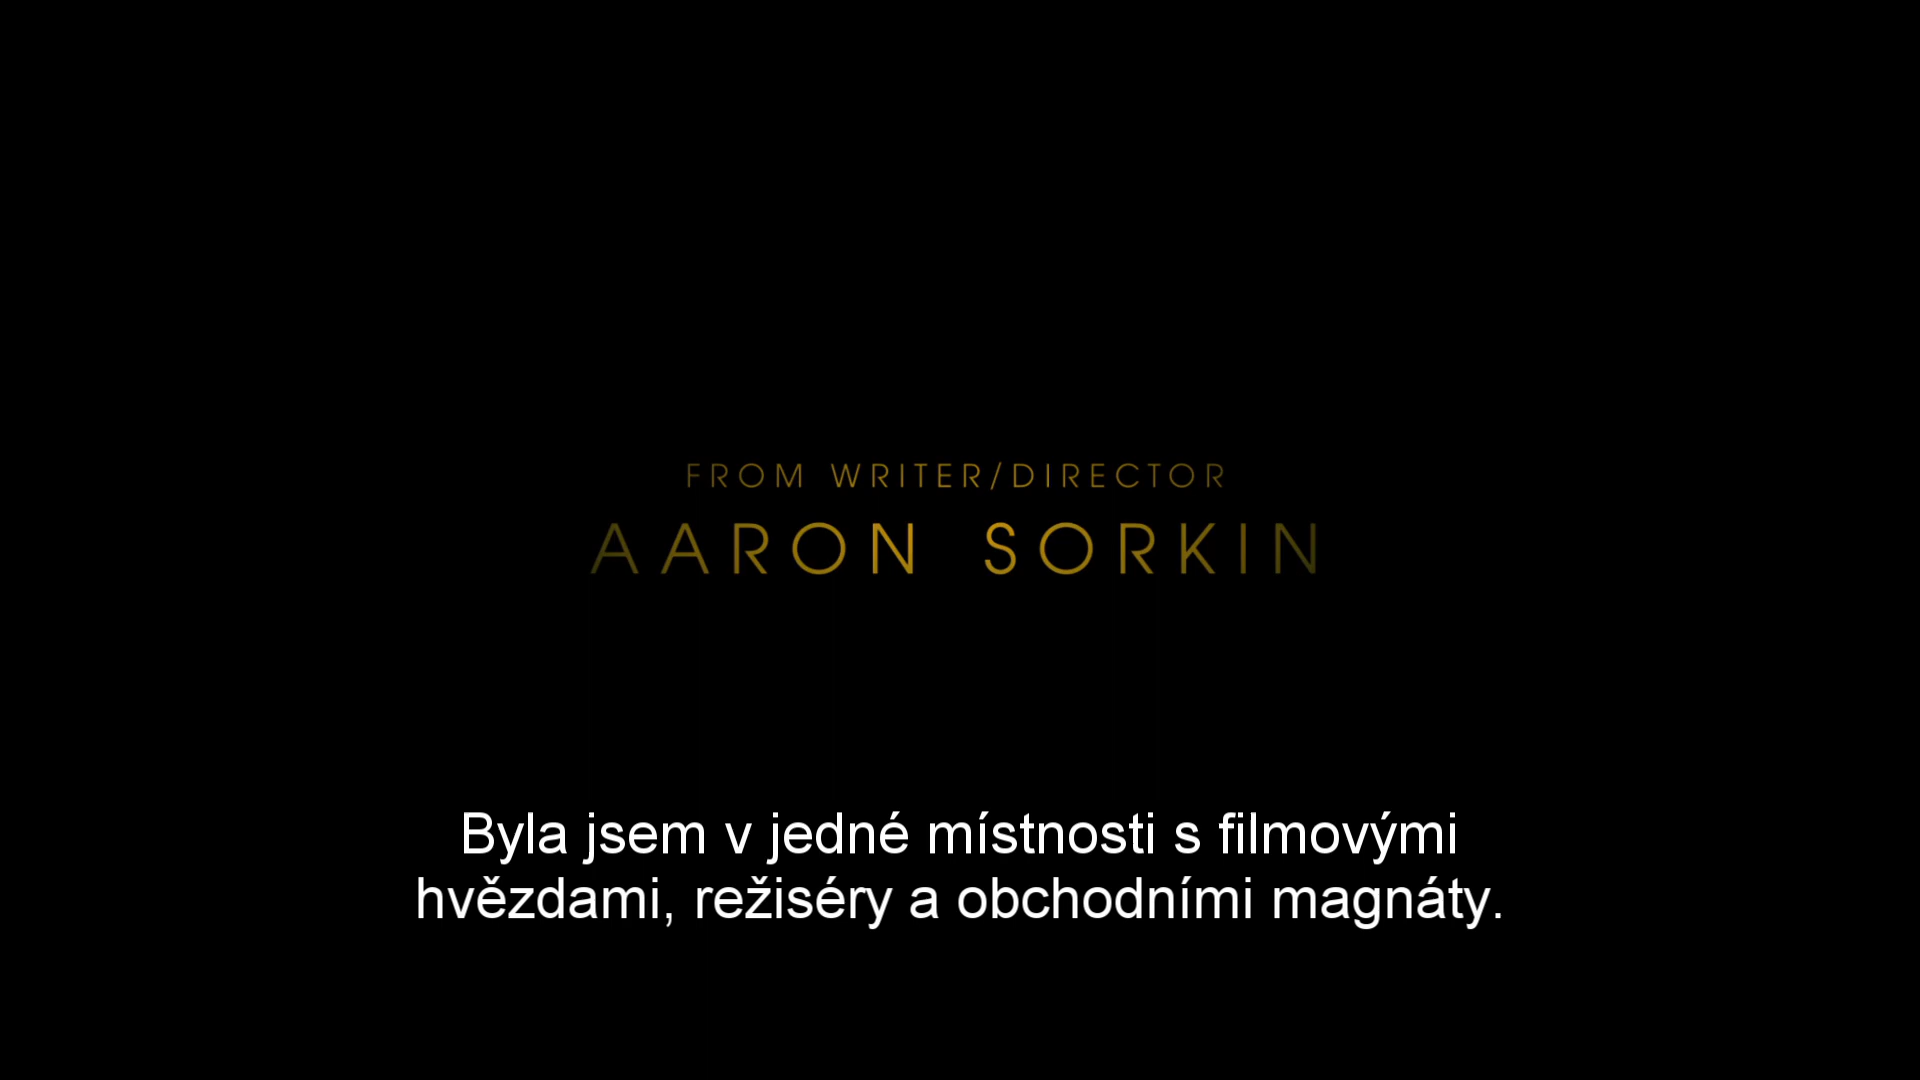 FROM WRITER/DIRECTOR
AARON SORKIN
Byla jsem v jedné místnosti s filmovými
hvězdami, režiséry a obchodními magnáty.